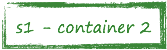 s1 - container 2